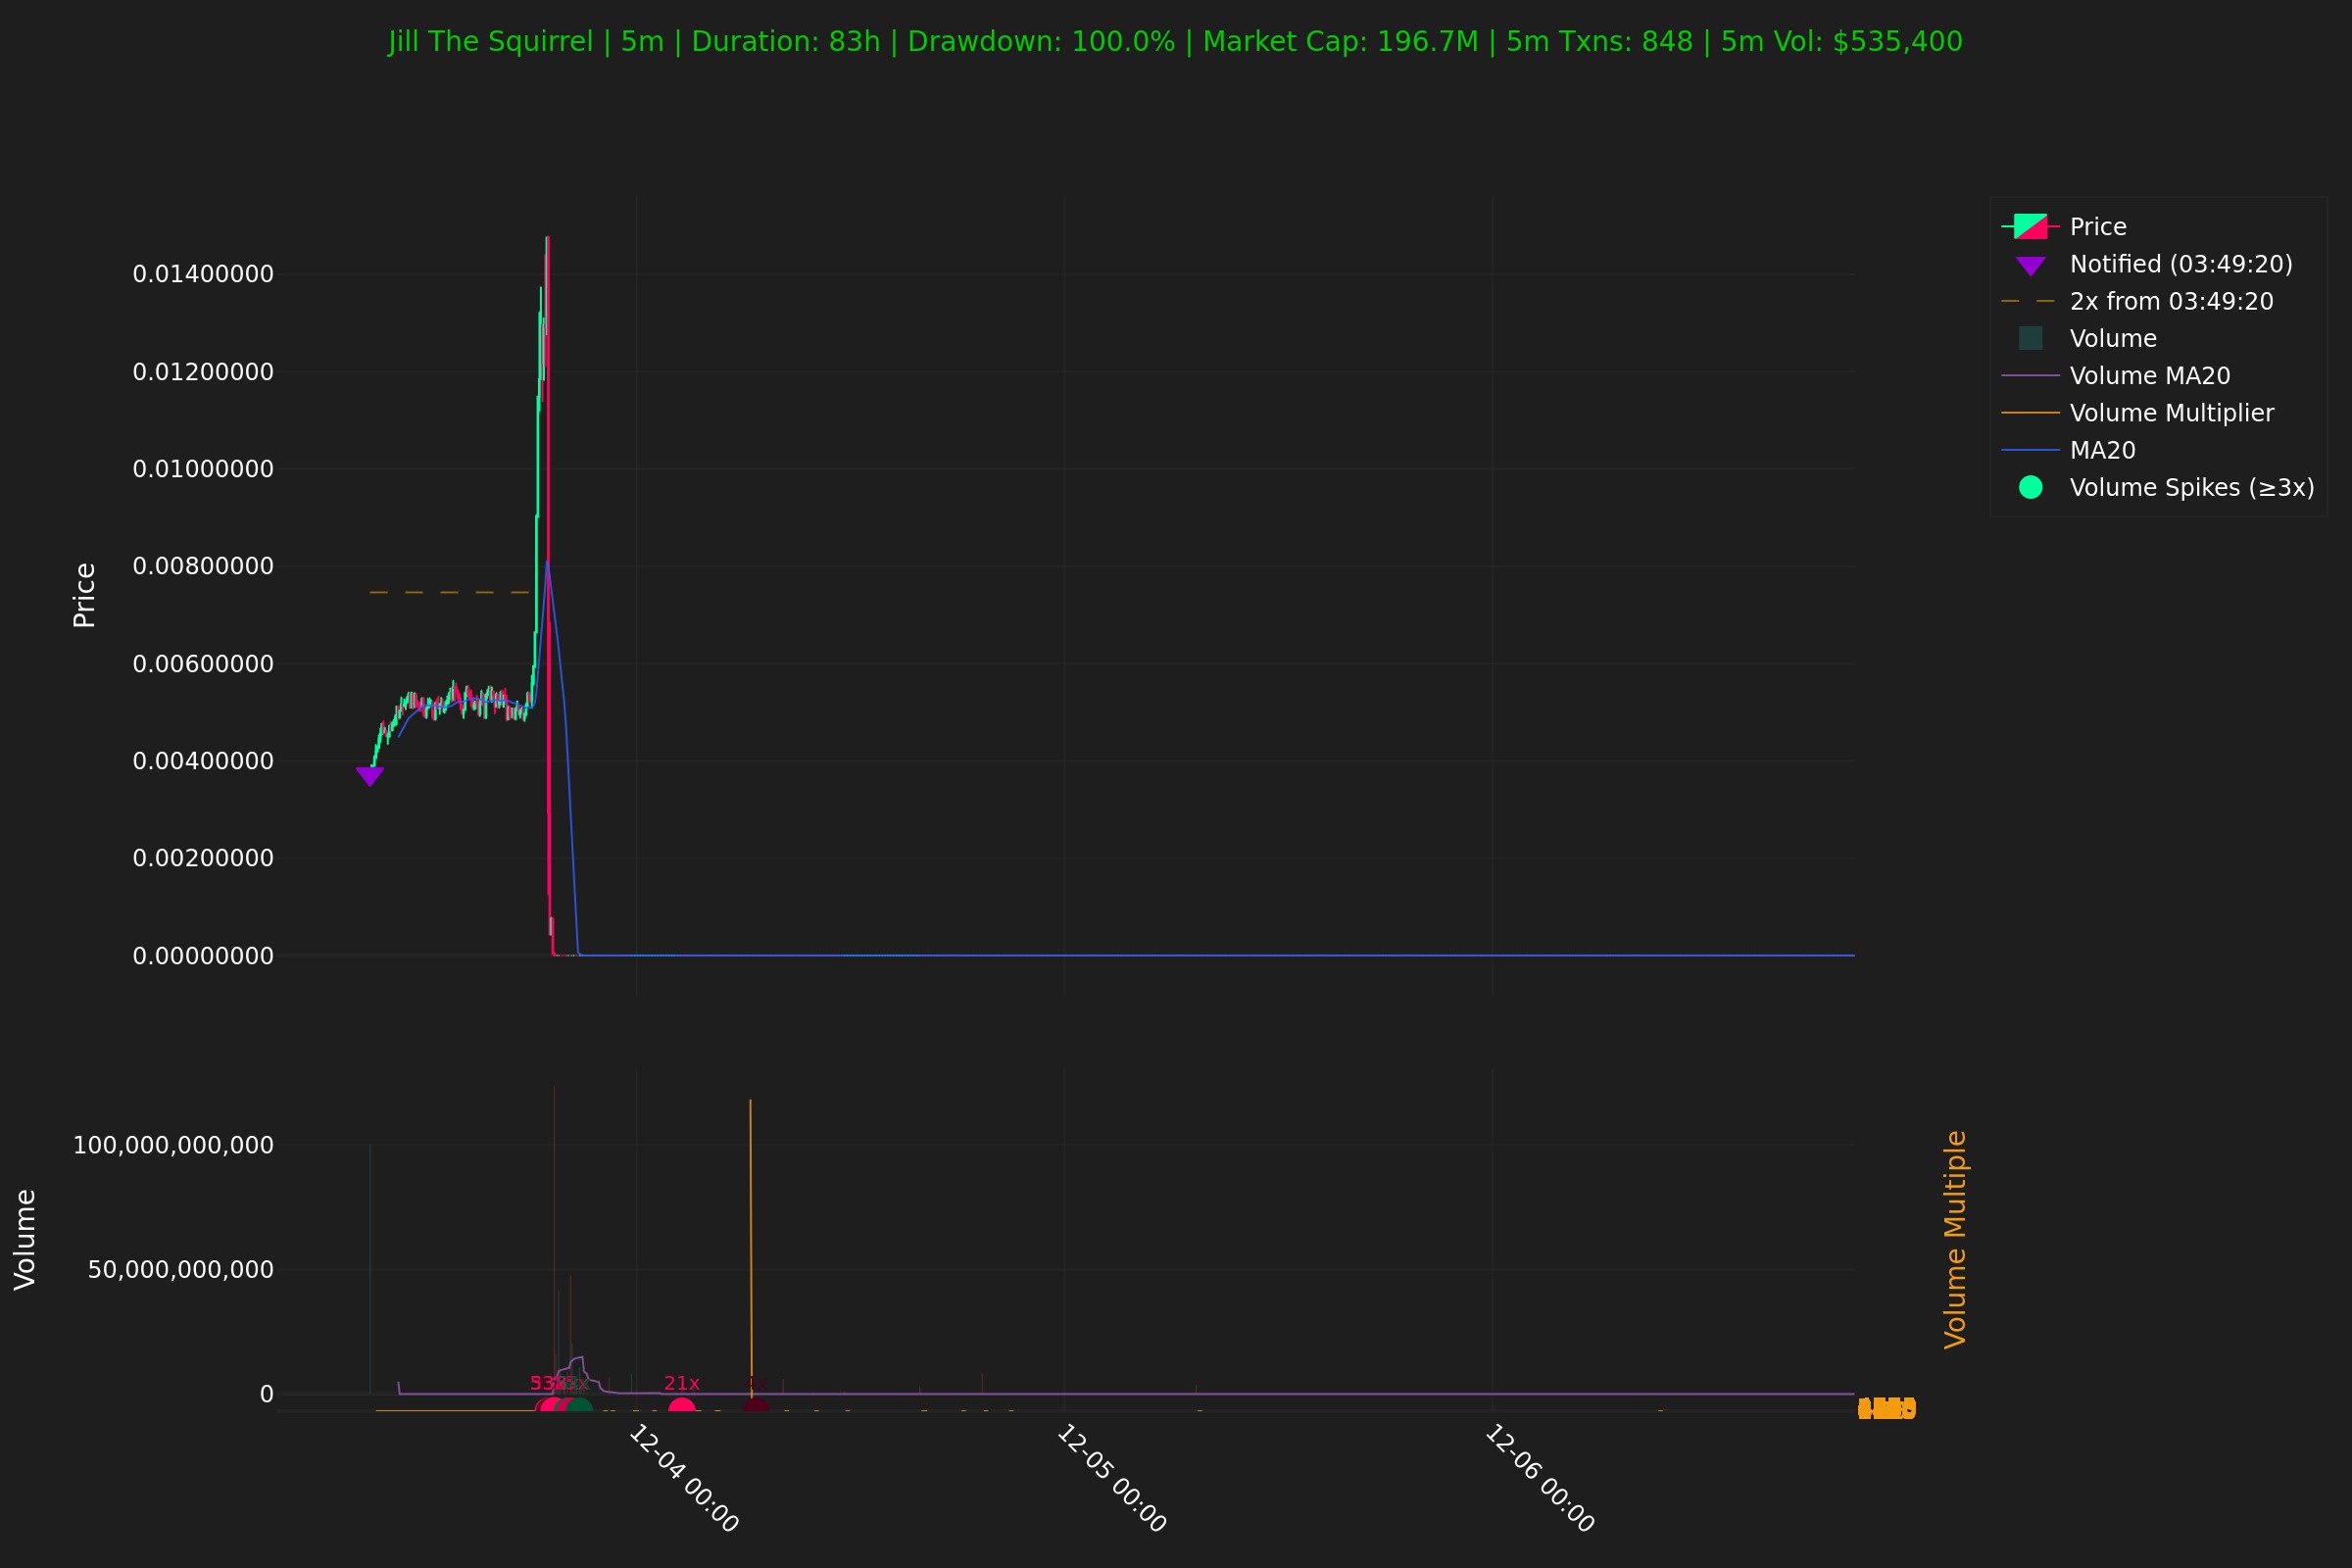 Jill The Squirrel | 5m | Duration: 83h | Drawdown: 100.0% | Market Cap: 196.7M | 5m Txns: 848 | 5m Vol: $535,400
Price
0.01400000
0.01200000
0.01000000
0.00800000
0.00600000
0.00400000
0.00200000
0.00000000
Price
Notified (03:49:20)
2x from 03:49:20
Volume
Volume MA20
Volume Multiplier
MA20
Volume Spikes (≥3x)
Volume
100,000,000,000
50,000,000,000
0
21x
Volume Multiple
12-04 00:00
12-05 00:00
12-06 00:00